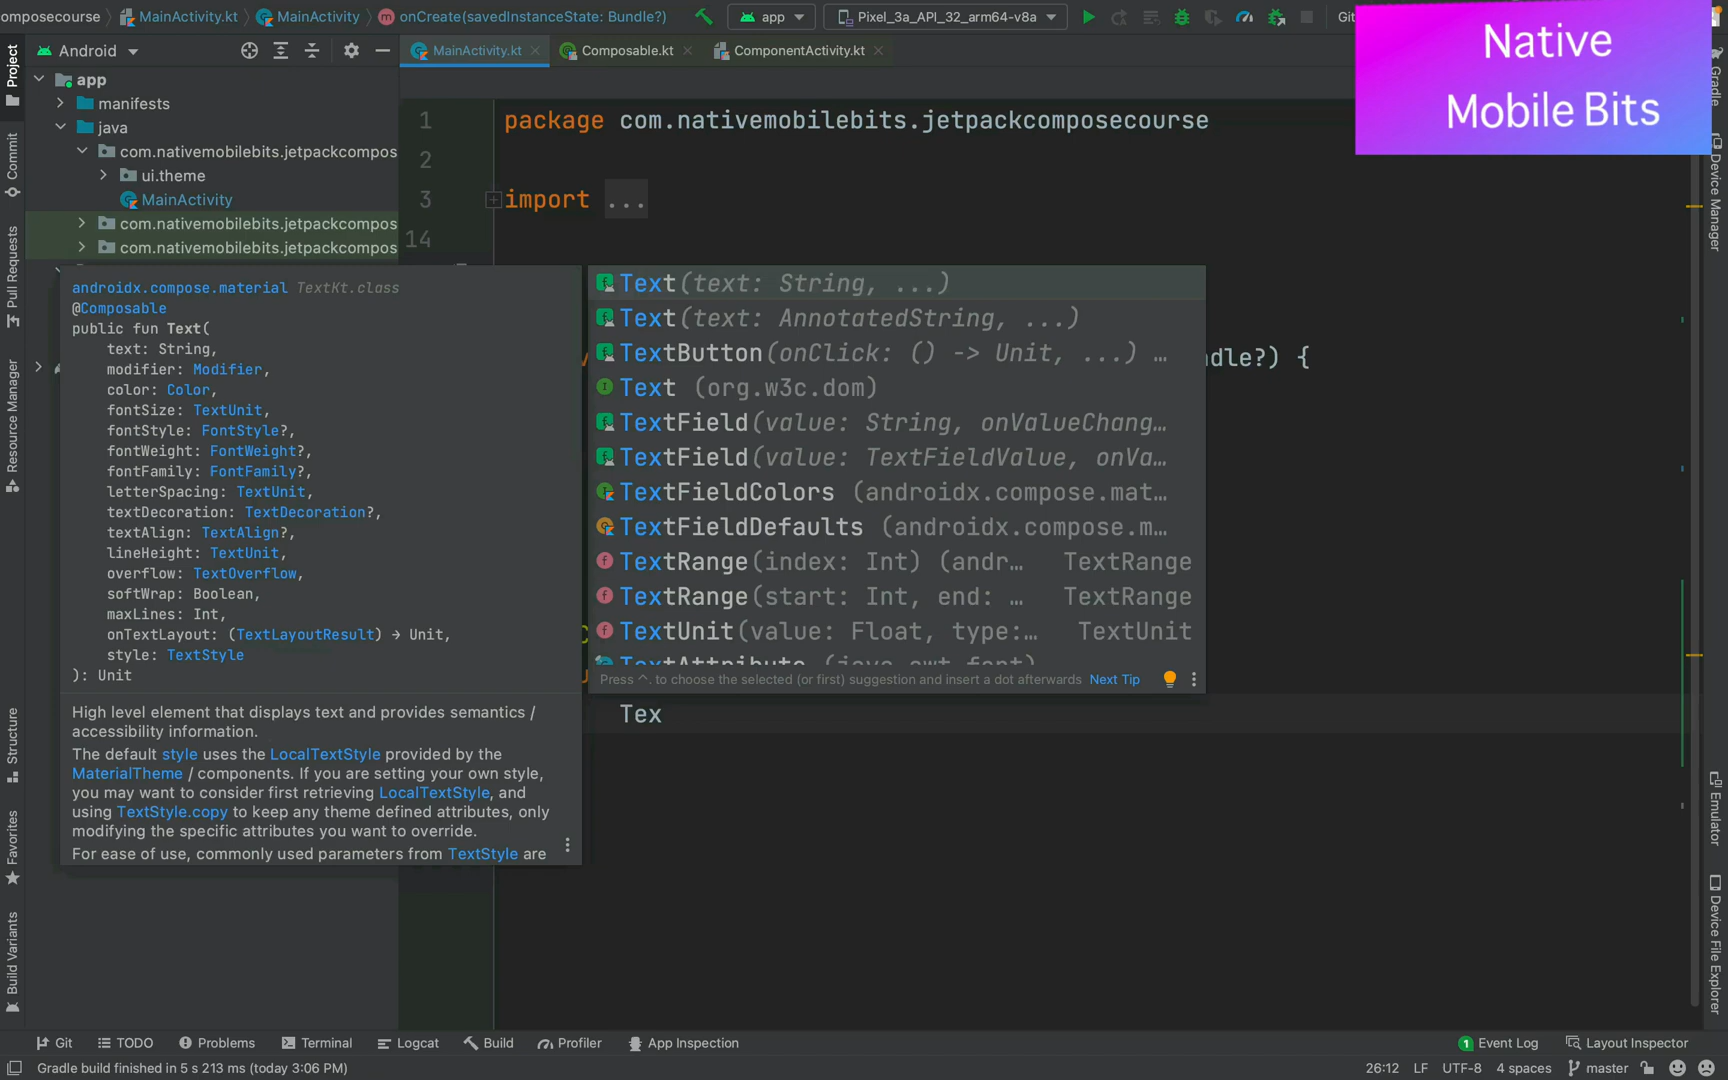 omposecourse MainActivity.kt MainActivity onCreate(savedInstanceState: Bundle?) app Pixel_3a_API_32_arm64-v8a Git
Native
Mobile Bits
Project
Commit
Pull Requests
Resource Manager
Structure
Favorites
Build Variants
Android
app
manifests
java
com.nativemobilebits.jetpackcompos
ui.theme
MainActivity
com.nativemobilebits.jetpackcompos
com.nativemobilebits.jetpackcompos
MainActivity.kt Composable.kt ComponentActivity.kt
1 package com.nativemobilebits.jetpackcomposecourse
2
3 import ...
14
ndle?) {
Tex
androidx.compose.material TextKt.class
@Composable
public fun Text(
text: String,
modifier: Modifier,
color: Color,
fontSize: TextUnit,
fontStyle: FontStyle?,
fontWeight: FontWeight?,
fontFamily: FontFamily?,
letterSpacing: TextUnit,
textDecoration: TextDecoration?,
textAlign: TextAlign?,
lineHeight: TextUnit,
overflow: TextOverflow,
softWrap: Boolean,
maxLines: Int,
onTextLayout: (TextLayoutResult) → Unit,
style: TextStyle
): Unit
High level element that displays text and provides semantics /
accessibility information.
The default style uses the LocalTextStyle provided by the
MaterialTheme / components. If you are setting your own style,
you may want to consider first retrieving LocalTextStyle, and
using TextStyle.copy to keep any theme defined attributes, only
modifying the specific attributes you want to override.
For ease of use, commonly used parameters from TextStyle are
Text(text: String, ...)
Text(text: AnnotatedString, ...)
TextButton(onClick: () -> Unit, ...) …
Text (org.w3c.dom)
TextField(value: String, onValueChang…
TextField(value: TextFieldValue, onVa…
TextFieldColors (androidx.compose.mat…
TextFieldDefaults (androidx.compose.m…
TextRange(index: Int) (andr… TextRange
TextRange(start: Int, end: … TextRange
TextUnit(value: Float, type:… TextUnit
TextAttribute (java.awt.font)
Press ^. to choose the selected (or first) suggestion and insert a dot afterwards Next Tip
Gradle
Device Manager
Emulator
Device File Explorer
Git TODO Problems Terminal Logcat Build Profiler App Inspection 1 Event Log Layout Inspector
Gradle build finished in 5 s 213 ms (today 3:06 PM) 26:12 LF UTF-8 4 spaces master